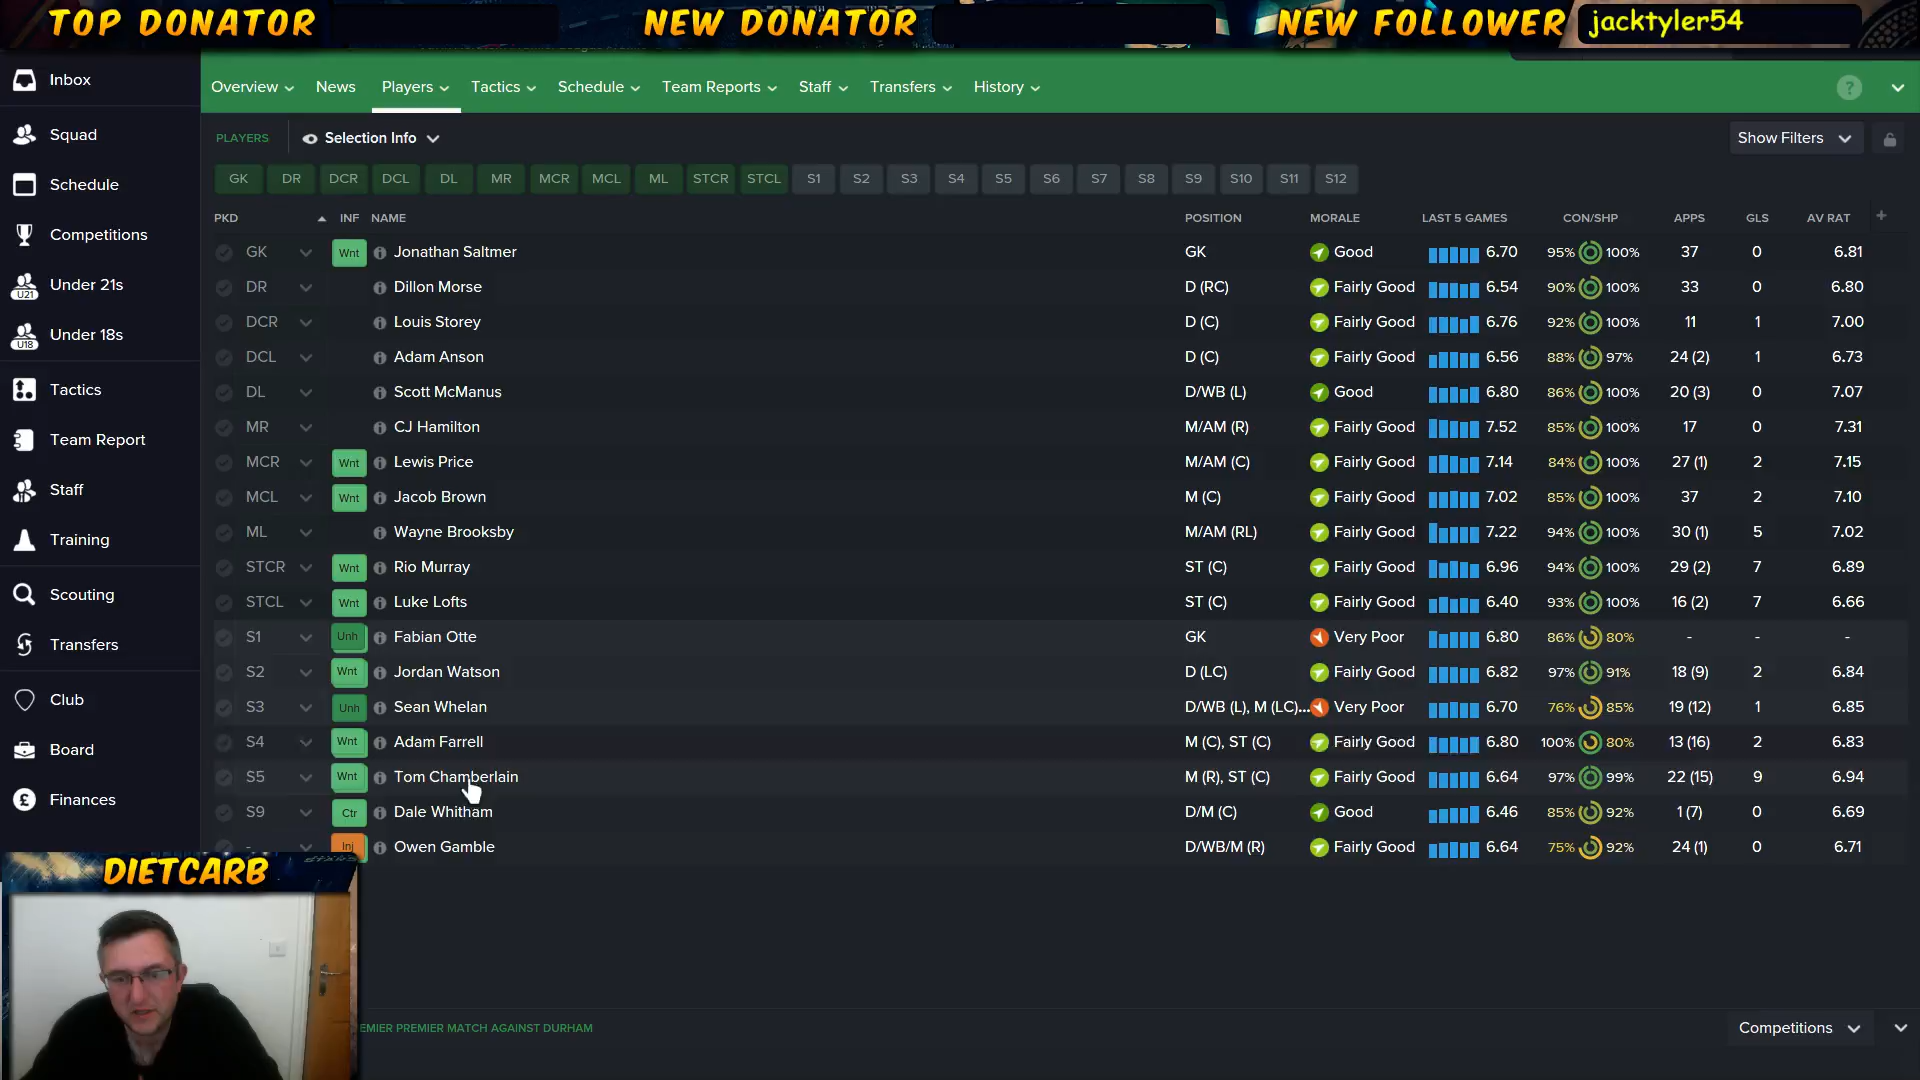 TOP DONATOR NEW DONATOR NEW FOLLOWER jacktyler54
Inbox
Squad
Schedule
Competitions
Under 21s
U21
Under 18s
U18
Tactics
Team Report
Staff
Training
Scouting
Transfers
Club
Board
Finances
Overview News Players Tactics Schedule Team Reports Staff Transfers History ?
PLAYERS Selection Info Show Filters
GK DR DCR DCL DL MR MCR MCL ML STCR STCL S1 S2 S3 S4 S5 S6 S7 S8 S9 S10 S11 S12
PKD INF NAME POSITION MORALE LAST 5 GAMES CON/SHP APPS GLS AV RAT +
GK Wnt Jonathan Saltmer GK Good 6.70 95% 100% 37 0 6.81
DR Dillon Morse D (RC) Fairly Good 6.54 90% 100% 33 0 6.80
DCR Louis Storey D (C) Fairly Good 6.76 92% 100% 11 1 7.00
DCL Adam Anson D (C) Fairly Good 6.56 88% 97% 24 (2) 1 6.73
DL Scott McManus D/WB (L) Good 6.80 86% 100% 20 (3) 0 7.07
MR CJ Hamilton M/AM (R) Fairly Good 7.52 85% 100% 17 0 7.31
MCR Wnt Lewis Price M/AM (C) Fairly Good 7.14 84% 100% 27 (1) 2 7.15
MCL Wnt Jacob Brown M (C) Fairly Good 7.02 85% 100% 37 2 7.10
ML Wayne Brooksby M/AM (RL) Fairly Good 7.22 94% 100% 30 (1) 5 7.02
STCR Wnt Rio Murray ST (C) Fairly Good 6.96 94% 100% 29 (2) 7 6.89
STCL Wnt Luke Lofts ST (C) Fairly Good 6.40 93% 100% 16 (2) 7 6.66
S1 Unh Fabian Otte GK Very Poor 6.80 86% 80% - - -
S2 Wnt Jordan Watson D (LC) Fairly Good 6.82 97% 91% 18 (9) 2 6.84
S3 Unh Sean Whelan D/WB (L), M (LC)... Very Poor 6.70 76% 85% 19 (12) 1 6.85
S4 Wnt Adam Farrell M (C), ST (C) Fairly Good 6.80 100% 80% 13 (16) 2 6.83
S5 Wnt Tom Chamberlain M (R), ST (C) Fairly Good 6.64 97% 99% 22 (15) 9 6.94
S9 Ctr Dale Whitham D/M (C) Good 6.46 85% 92% 1 (7) 0 6.69
- Inj Owen Gamble D/WB/M (R) Fairly Good 6.64 75% 92% 24 (1) 0 6.71
DIETCARB
EMIER PREMIER MATCH AGAINST DURHAM Competitions